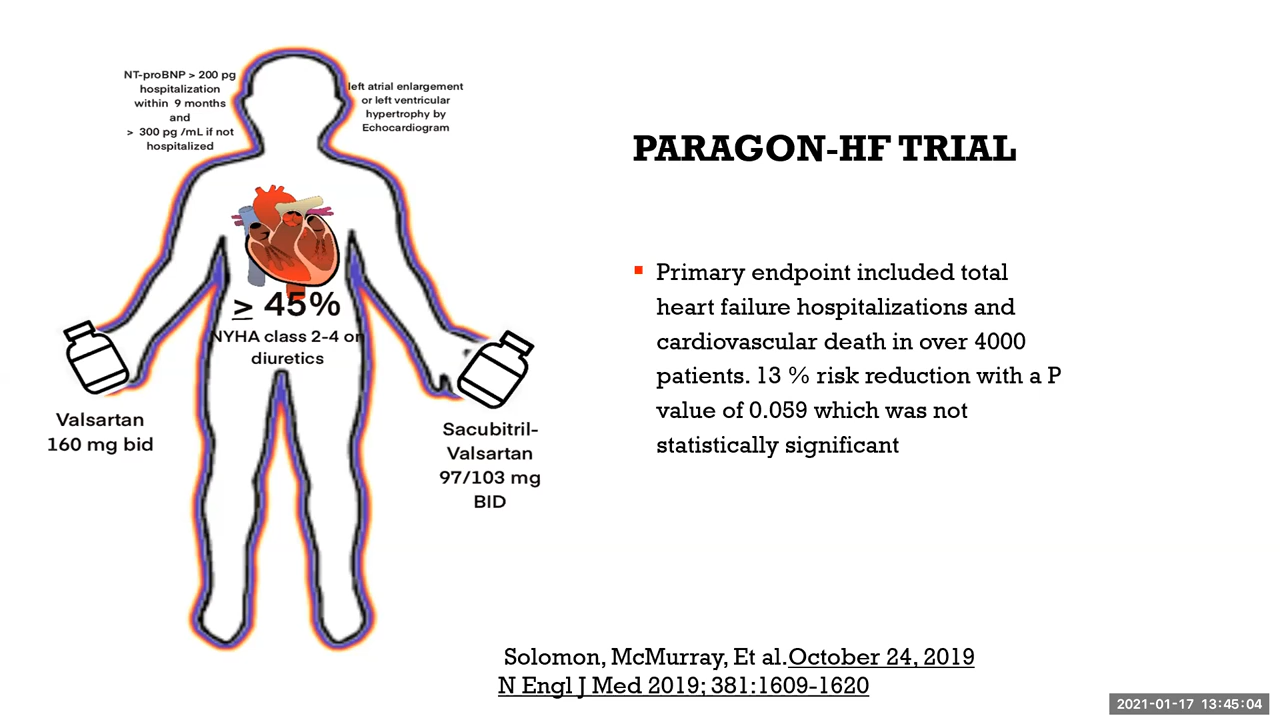 NT-proBNP > 200 pg
hospitalization
within 9 months
and
> 300 pg /mL if not
hospitalized
left atrial enlargement
or left ventricular
hypertrophy by
Echocardiogram
≥ 45%
NYHA class 2-4 on
diuretics
Valsartan
160 mg bid
Sacubitril-
Valsartan
97/103 mg
BID
PARAGON-HF TRIAL
▪ Primary endpoint included total
heart failure hospitalizations and
cardiovascular death in over 4000
patients. 13 % risk reduction with a P
value of 0.059 which was not
statistically significant
Solomon, McMurray, Et al.October 24, 2019
N Engl J Med 2019; 381:1609-1620
2021-01-17 13:45:04